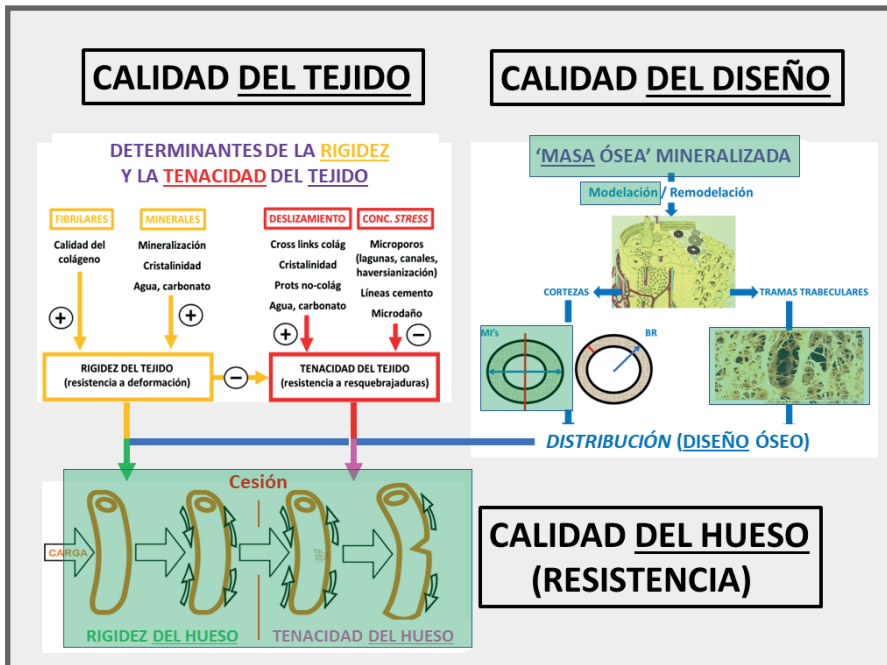 CALIDAD DEL TEJIDO
CALIDAD DEL DISEÑO
DETERMINANTES DE LA RIGIDEZ
Y LA TENACIDAD DEL TEJIDO
FIBRILARES
Calidad del
colágeno
MINERALES
Mineralización
Cristalinidad
Agua, carbonato
DESLIZAMIENTO
Cross links colág
Cristalinidad
Prots no-colág
Agua, carbonato
CONC. STRESS
Microporos
(lagunas, canales,
haversianización)
Líneas cemento
Microdaño
+
+
+
−
RIGIDEZ DEL TEJIDO
(resistencia a deformación)
−
TENACIDAD DEL TEJIDO
(resistencia a resquebrajaduras)
'MASA ÓSEA' MINERALIZADA
Modelación / Remodelación
CORTEZAS
TRAMAS TRABECULARES
MI's
BR
DISTRIBUCIÓN (DISEÑO ÓSEO)
Cesión
CARGA
RIGIDEZ DEL HUESO
TENACIDAD DEL HUESO
CALIDAD DEL HUESO
(RESISTENCIA)